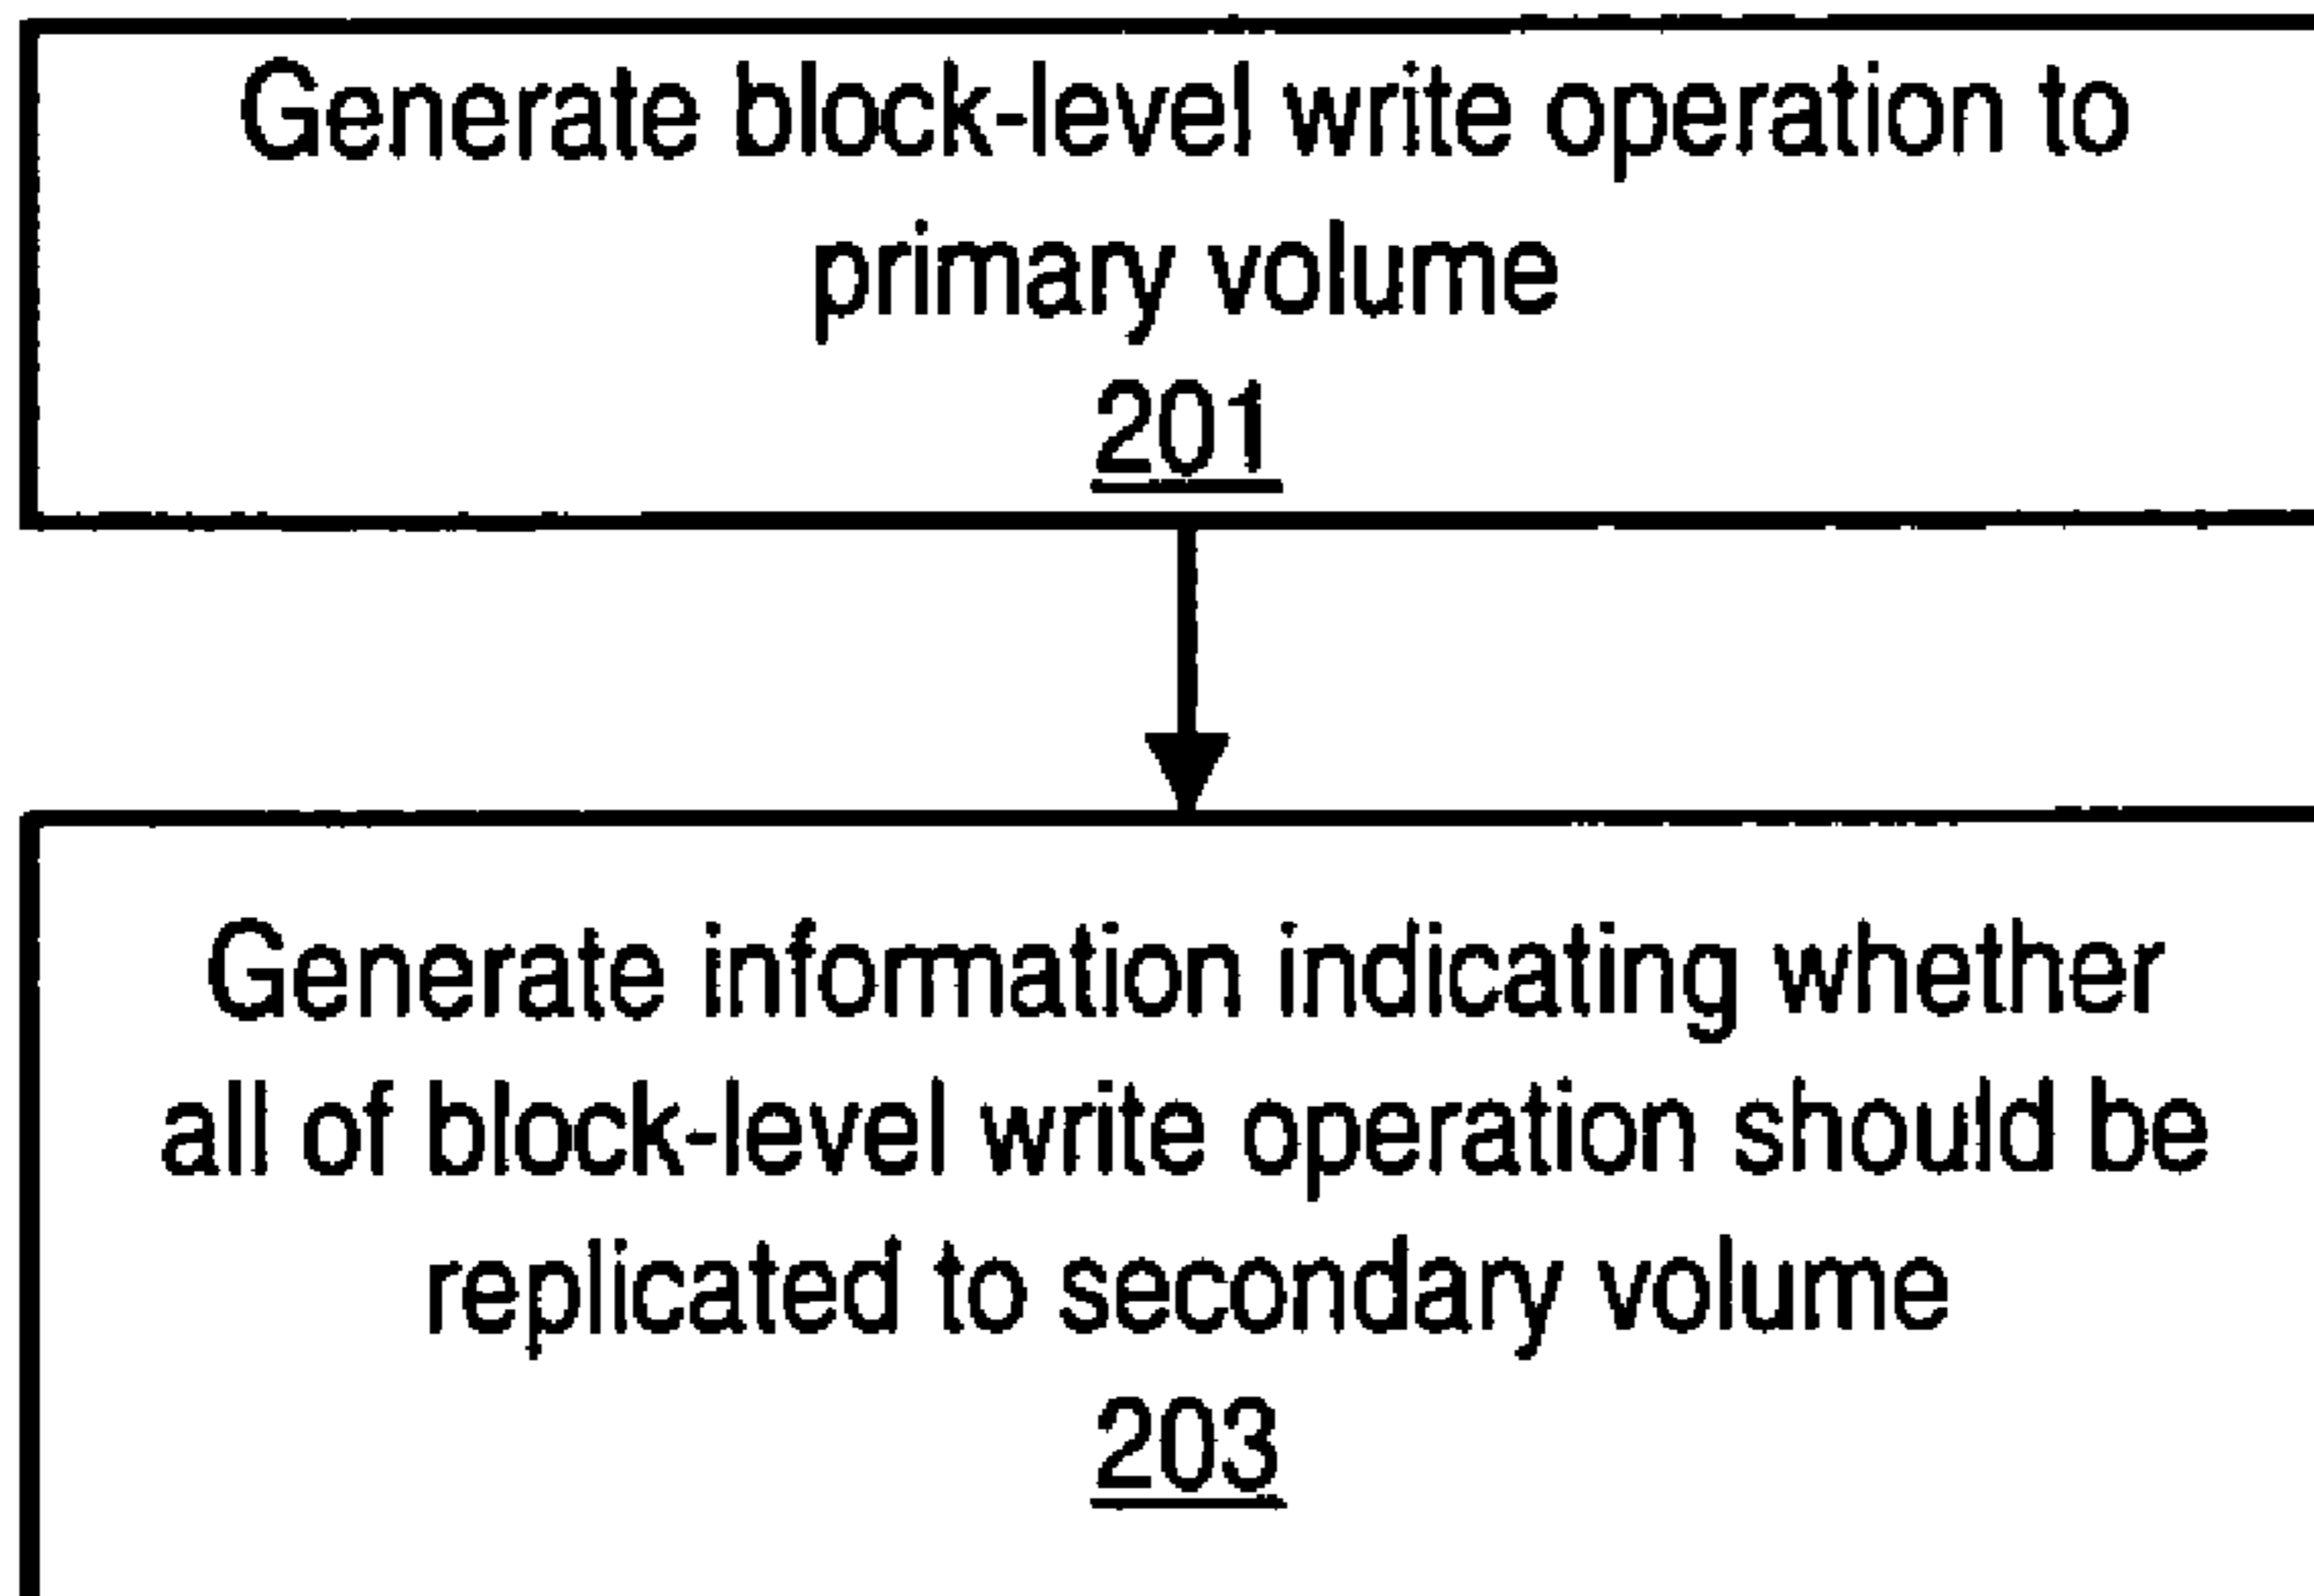 Generate block-level write operation to
primary volume
201
Generate information indicating whether
all of block-level write operation should be
replicated to secondary volume
203